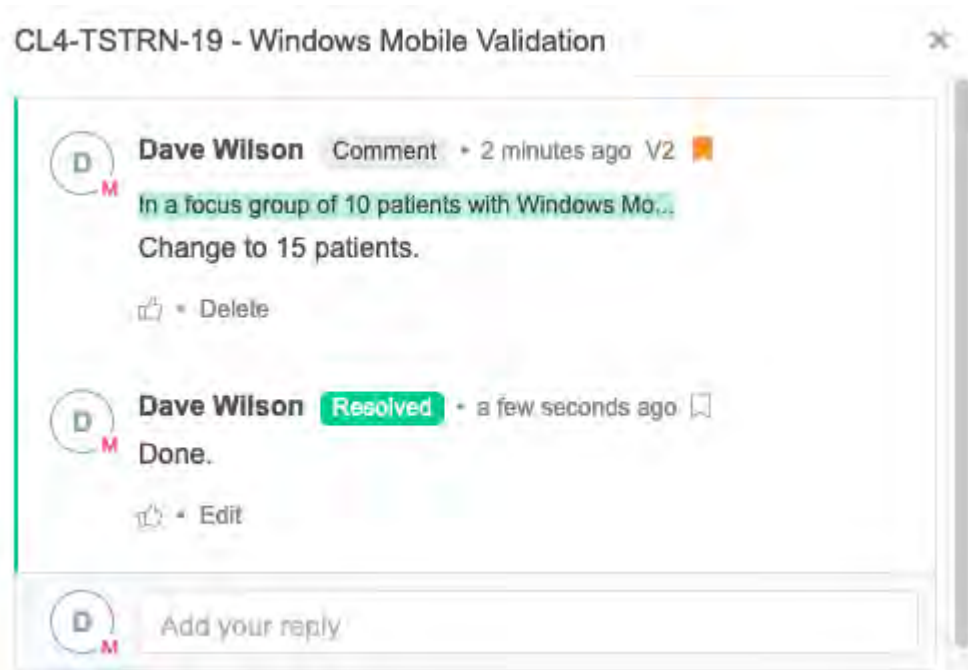 CL4-TSTRN-19 - Windows Mobile Validation ×
D M Dave Wilson Comment • 2 minutes ago V2
In a focus group of 10 patients with Windows Mo...
Change to 15 patients.
• Delete
D M Dave Wilson Resolved • a few seconds ago
Done.
• Edit
D M Add your reply